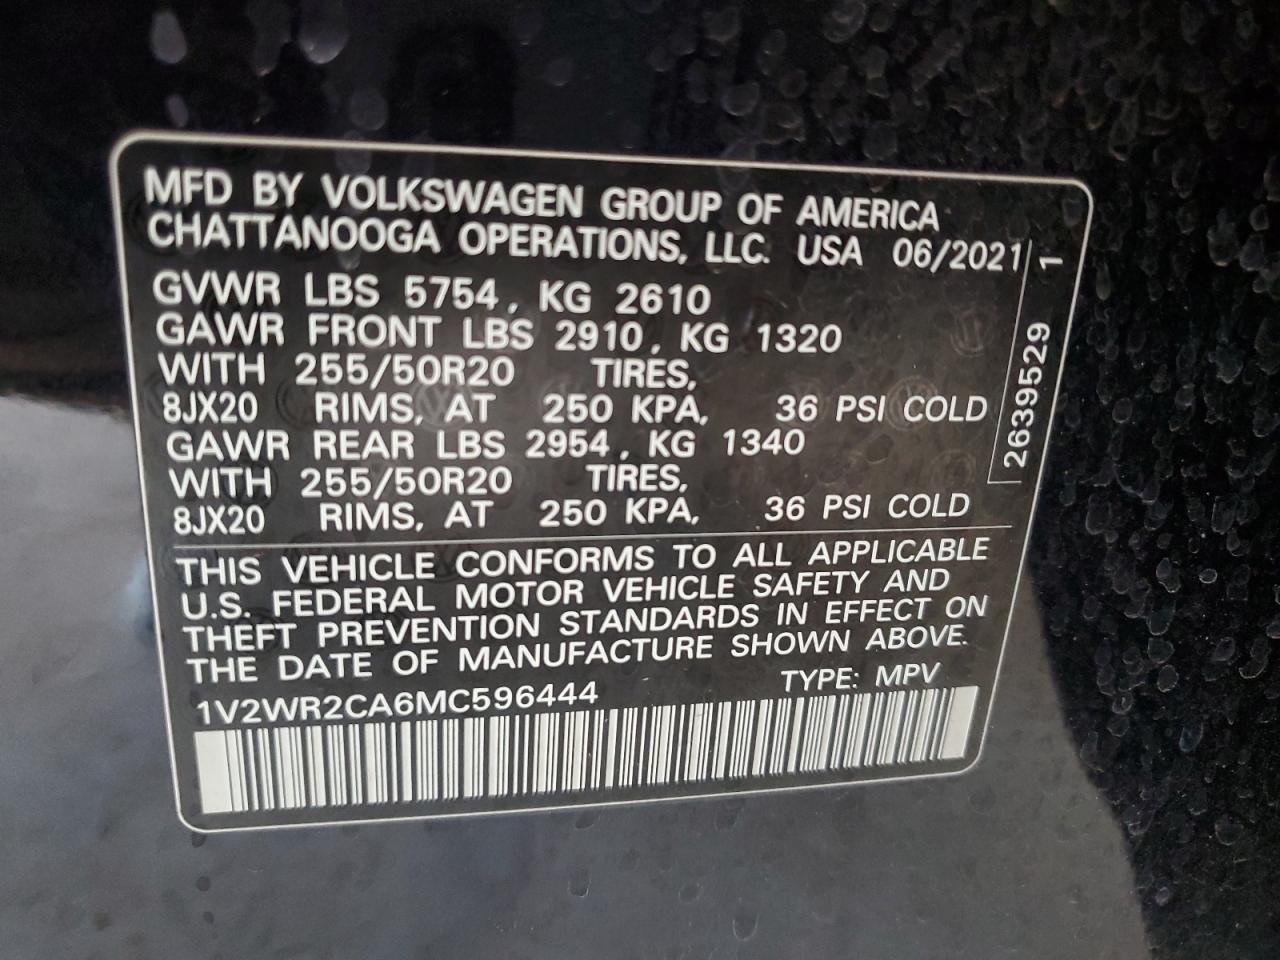 MFD BY VOLKSWAGEN GROUP OF AMERICA
CHATTANOOGA OPERATIONS, LLC. USA 06/2021
GVWR LBS 5754, KG 2610
GAWR FRONT LBS 2910, KG 1320
WITH 255/50R20 TIRES,
8JX20 RIMS, AT 250 KPA, 36 PSI COLD
GAWR REAR LBS 2954, KG 1340
WITH 255/50R20 TIRES,
8JX20 RIMS, AT 250 KPA, 36 PSI COLD
2639529 1
THIS VEHICLE CONFORMS TO ALL APPLICABLE
U.S. FEDERAL MOTOR VEHICLE SAFETY AND
THEFT PREVENTION STANDARDS IN EFFECT ON
THE DATE OF MANUFACTURE SHOWN ABOVE.
1V2WR2CA6MC596444 TYPE: MPV